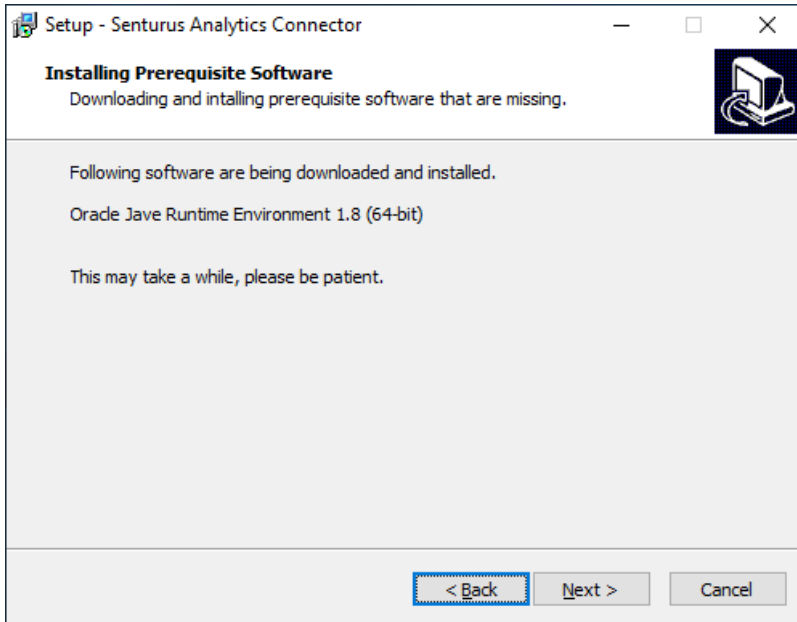 Setup - Senturus Analytics Connector
Installing Prerequisite Software
Downloading and intalling prerequisite software that are missing.
Following software are being downloaded and installed.
Oracle Jave Runtime Environment 1.8 (64-bit)
This may take a while, please be patient.
< Back Next > Cancel